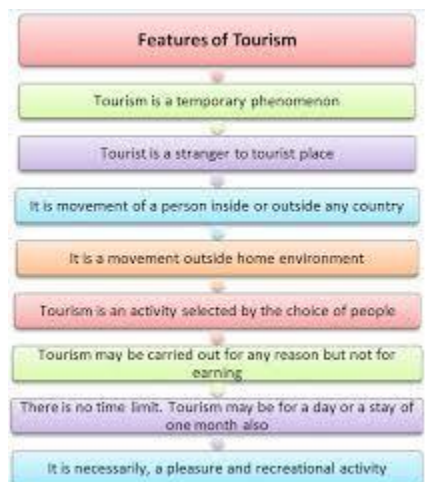 Features of Tourism
Tourism is a temporary phenomenon
Tourist is a stranger to tourist place
It is movement of a person inside or outside any country
It is a movement outside home environment
Tourism is an activity selected by the choice of people
Tourism may be carried out for any reason but not for
earning
There is no time limit. Tourism may be for a day or a stay of
one month also
It is necessarily, a pleasure and recreational activity